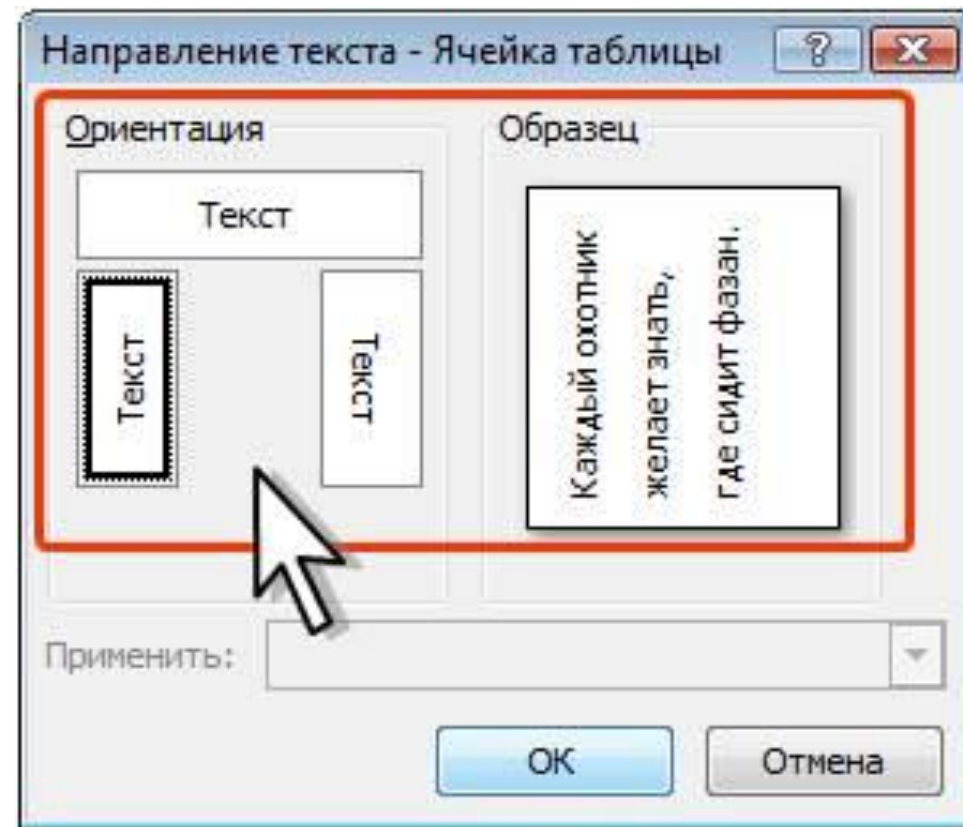 Направление текста - Ячейка таблицы
Ориентация
Текст
Текст
Текст
Образец
Каждый охотник
желает знать,
где сидит фазан.
Применить:
ОК
Отмена